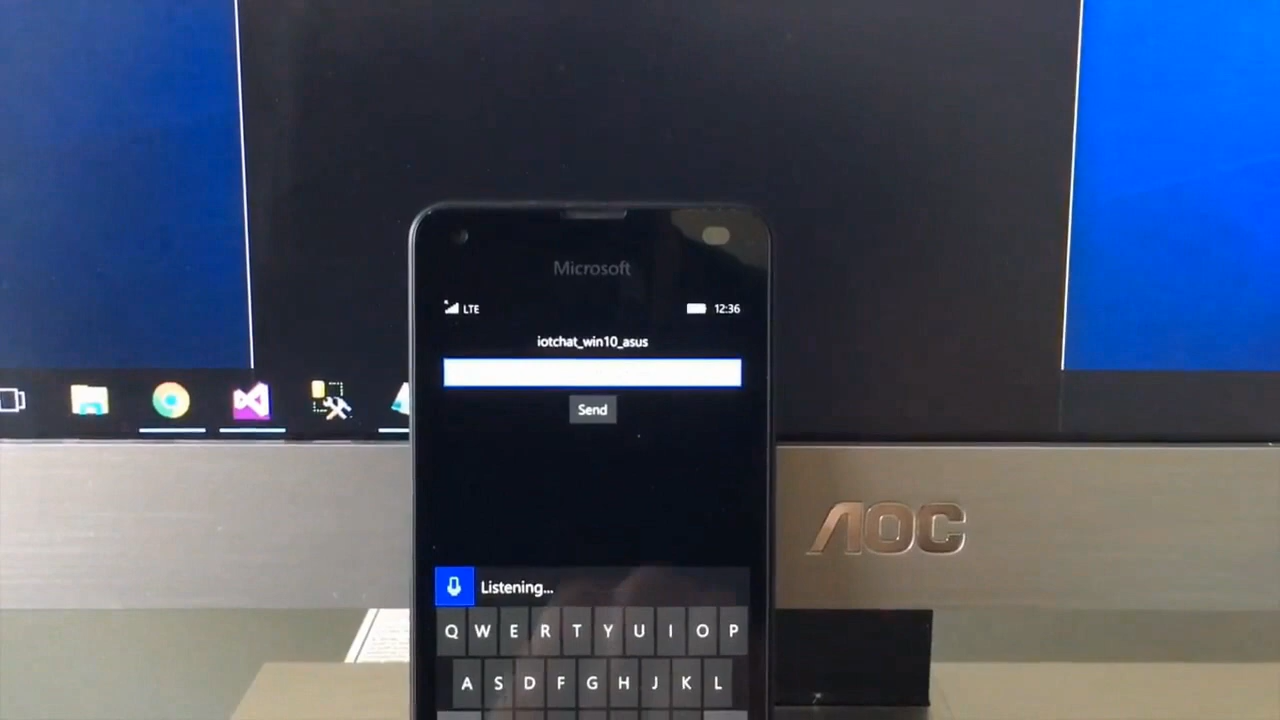 Microsoft
LTE 12:36
iotchat_win10_asus
Send
AOC
Listening...
Q W E R T Y U I O P
A S D F G H J K L